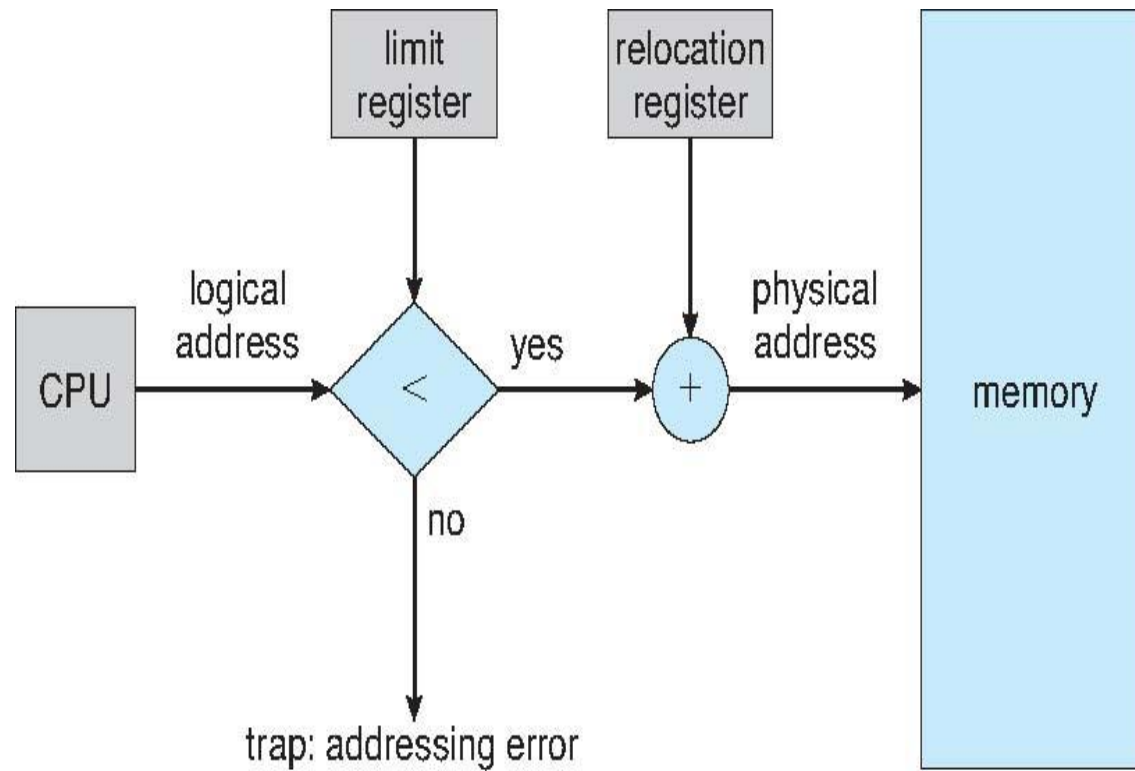 limit
register
relocation
register
logical
address
physical
address
CPU
<
yes
+
memory
no
trap: addressing error